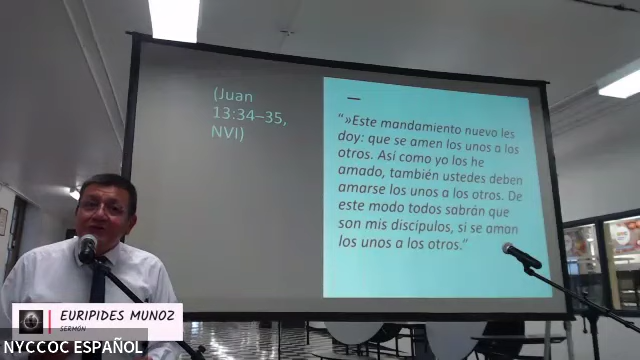 (Juan
13:34–35,
NVI)
“»Este mandamiento nuevo les
doy: que se amen los unos a los
otros. Así como yo los he
amado, también ustedes deben
amarse los unos a los otros. De
este modo todos sabrán que
son mis discípulos, si se aman
los unos a los otros.”
EURIPIDES MUNOZ
SERMÓN
NYCCOC ESPAÑOL